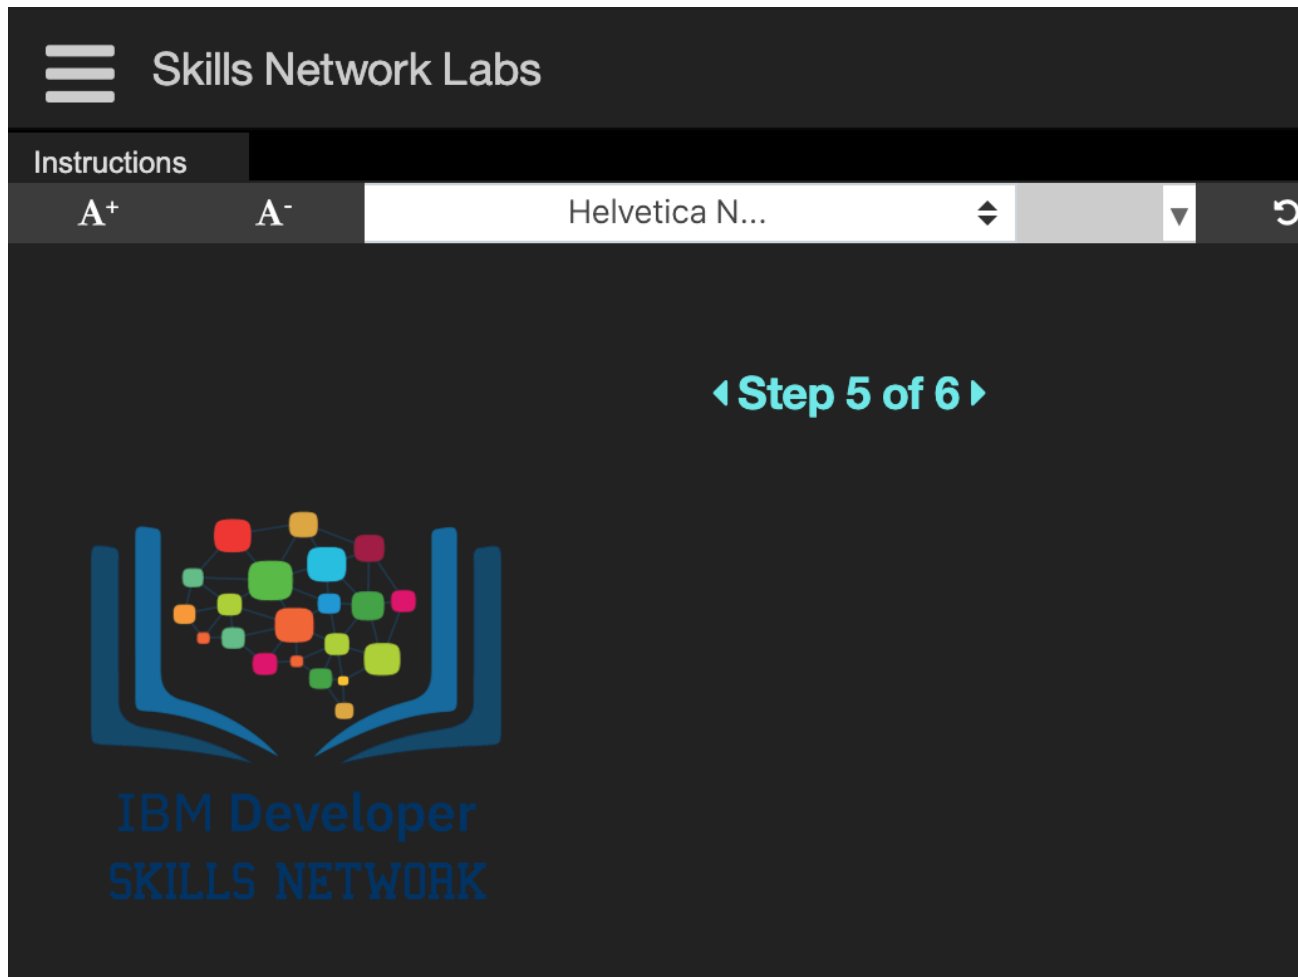 Skills Network Labs
Instructions
A+ A- Helvetica N...
Step 5 of 6
IBM Developer
SKILLS NETWORK